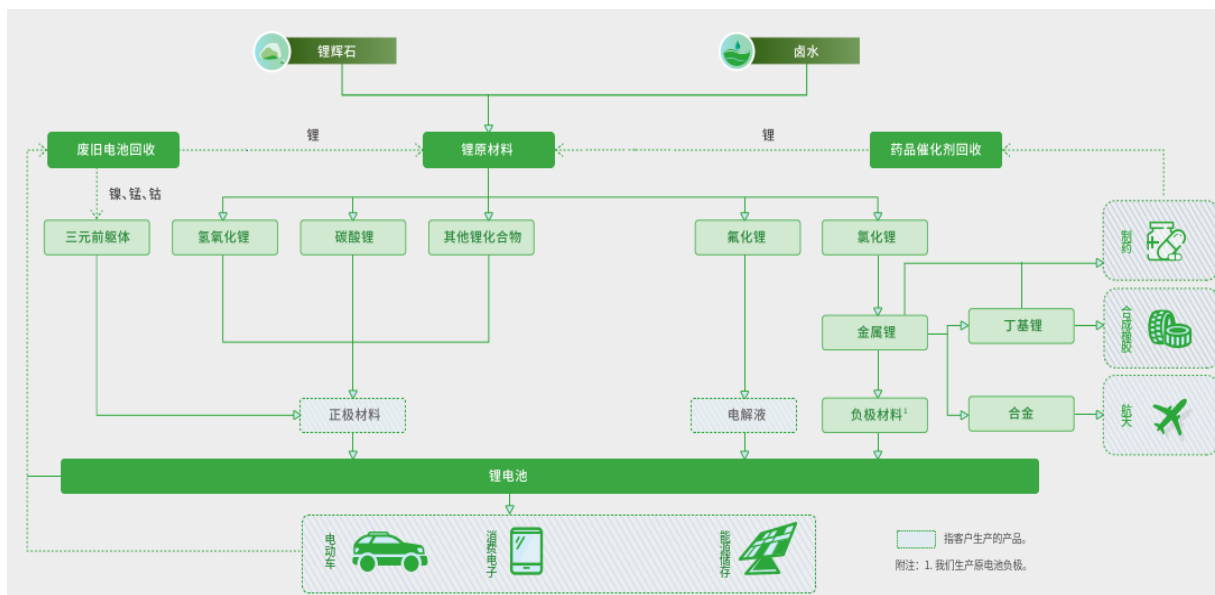 锂辉石
卤水
废旧电池回收
锂
锂原材料
锂
药品催化剂回收
镍、锰、钴
三元前躯体
氢氧化锂
碳酸锂
其他锂化合物
氟化锂
氯化锂
制药
金属锂
丁基锂
合成橡胶
正极材料
电解液
负极材料¹
合金
航天
锂电池
电动车
消费电子
能源储存
指客户生产的产品。
附注：1. 我们生产原电池负极。